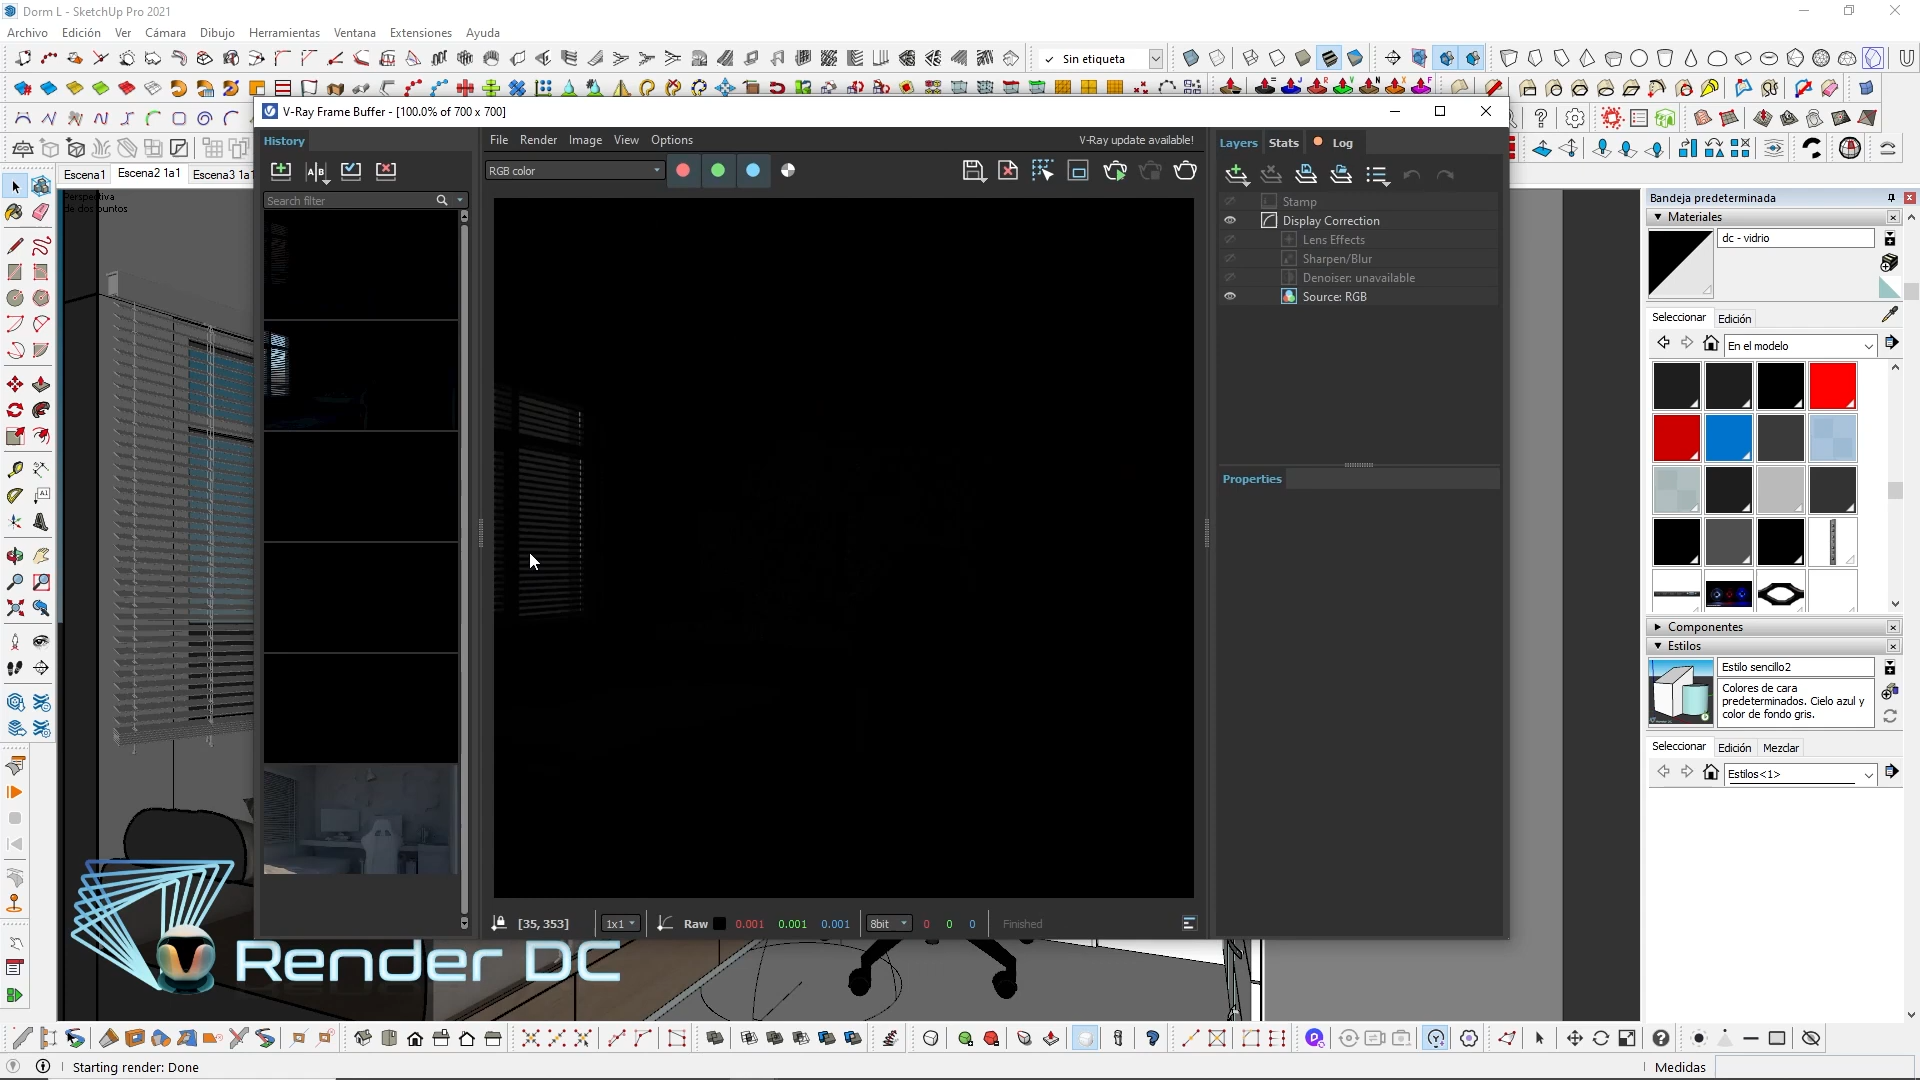 Dorm L - SketchUp Pro 2021
Archivo Edición Ver Cámara Dibujo Herramientas Ventana Extensiones Ayuda
Sin etiqueta
V-Ray Frame Buffer - [100.0% of 700 x 700]
Escena1 Escena2 1a1 Escena3 1a1
Perspectiva
de dos puntos
History
File Render Image View Options
V-Ray update available!
Layers Stats Log
RGB color
Search filter
Stamp
Display Correction
Lens Effects
Sharpen/Blur
Denoiser: unavailable
Source: RGB
Properties
[35, 353] 1x1 Raw 0.001 0.001 0.001 8bit 0 0 0 Finished
Bandeja predeterminada
Materiales
dc - vidrio
Seleccionar Edición
En el modelo
Componentes
Estilos
Estilo sencillo2
Colores de cara
predeterminados. Cielo azul y
color de fondo gris.
Seleccionar Edición Mezclar
Estilos<1>
Render DC
Starting render: Done
Medidas